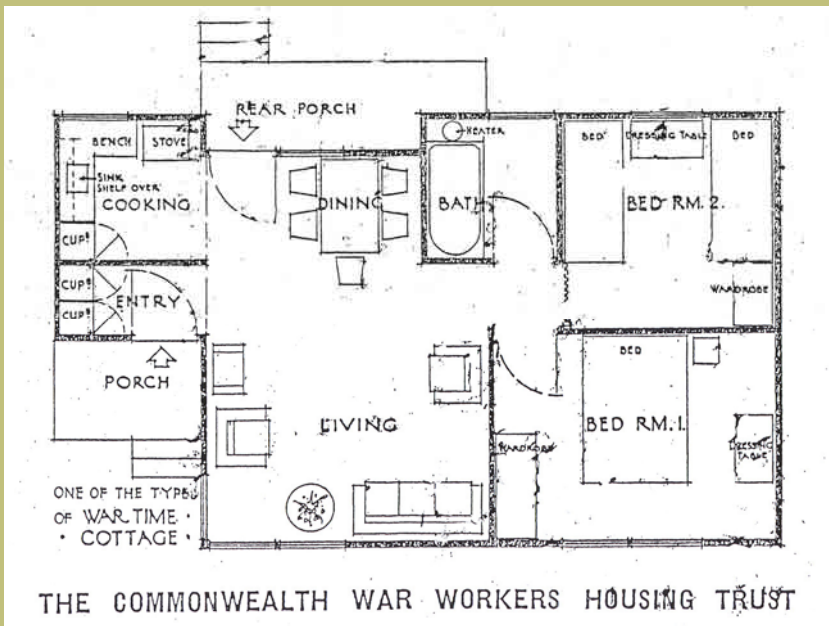 REAR PORCH
BENCH
STOVE
HEATER
BED
DRESSING TABLE
BED
SINK
SHELF OVER
COOKING
DINING
BATH
BED RM. 2.
CUPD
CUPD
ENTRY
WARDROBE
CUPD
PORCH
BED
LIVING
BED RM. 1.
WARDROBE
DRESSING
TABLE
ONE OF THE TYPES
OF WAR TIME ·
· COTTAGE ·
THE COMMONWEALTH WAR WORKERS HOUSING TRUST